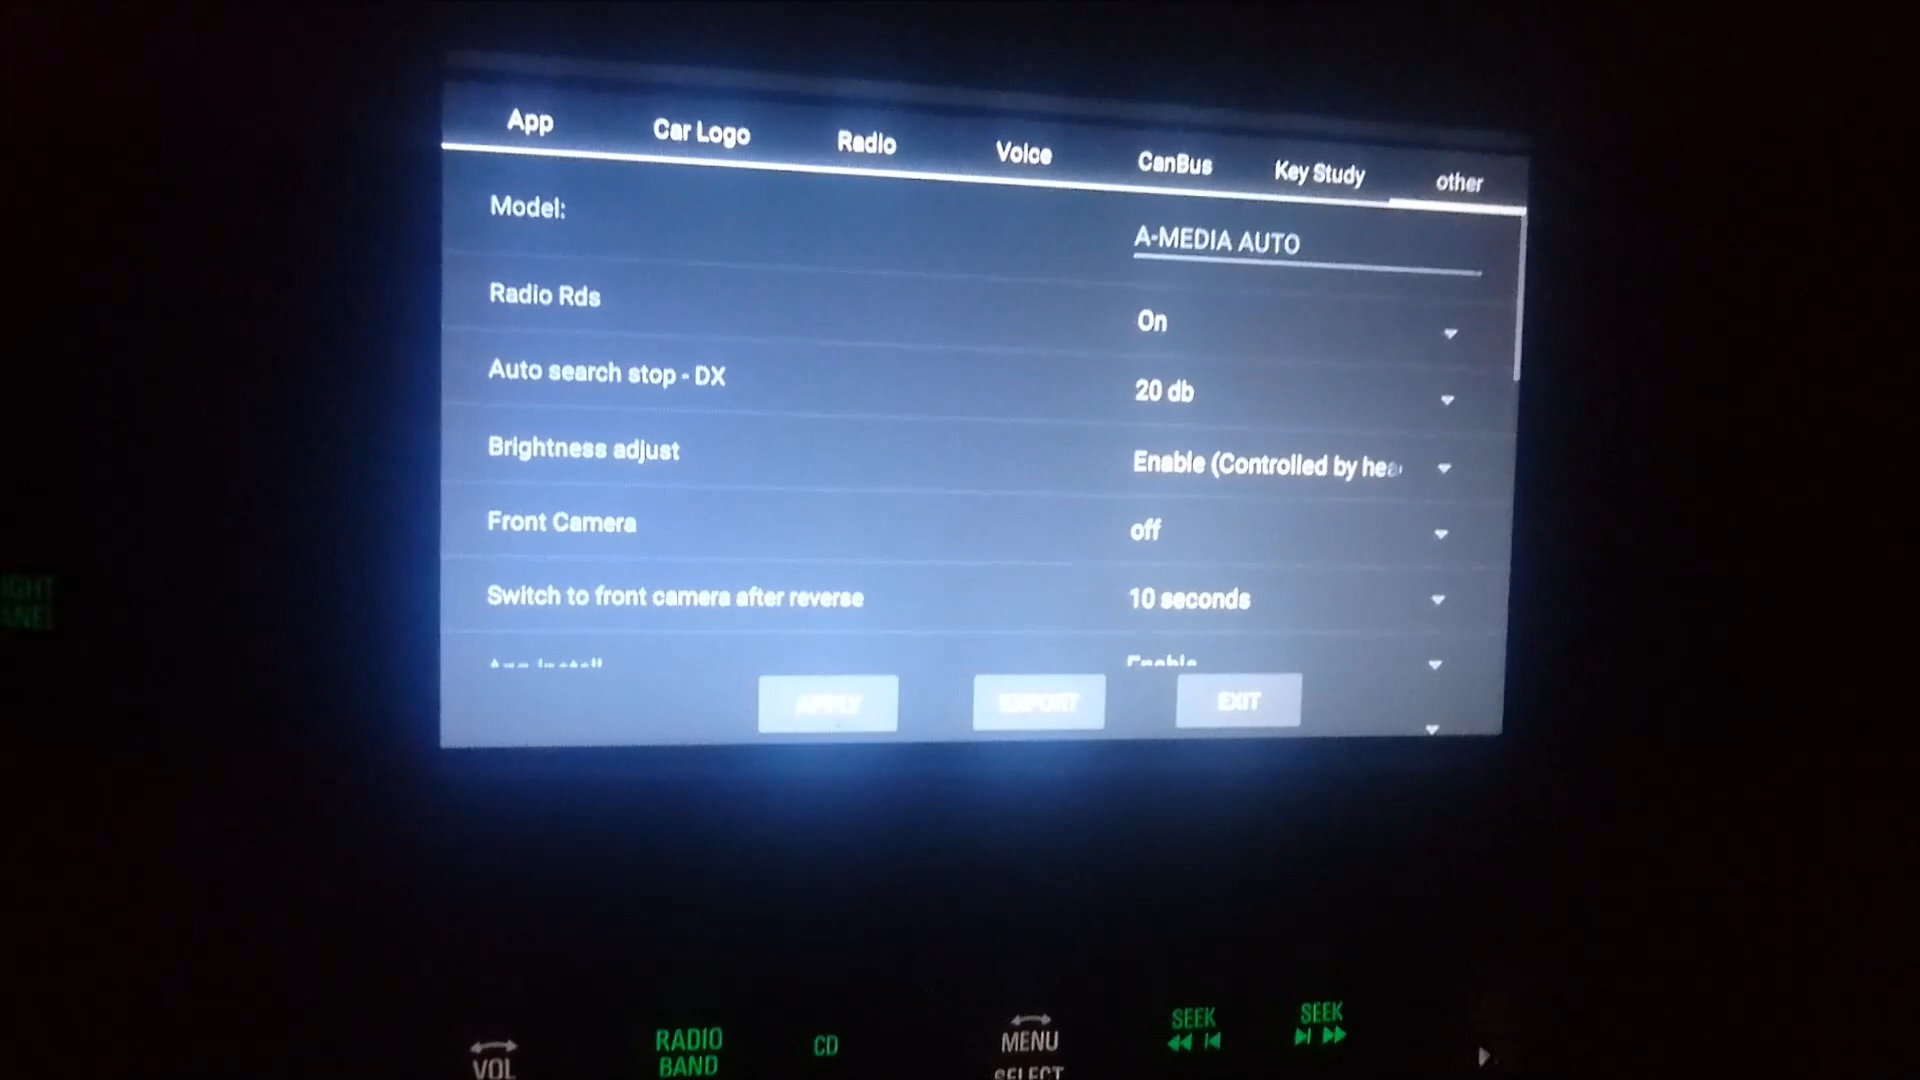 App Car Logo Radio Voice CanBus Key Study other
Model: A-MEDIA AUTO
Radio Rds On
Auto search stop - DX 20 db
Brightness adjust Enable (Controlled by hea
Front Camera off
Switch to front camera after reverse 10 seconds
App install Enable
APPLY EXPORT EXIT
VOL
RADIO BAND
CD
MENU SELECT
SEEK
SEEK